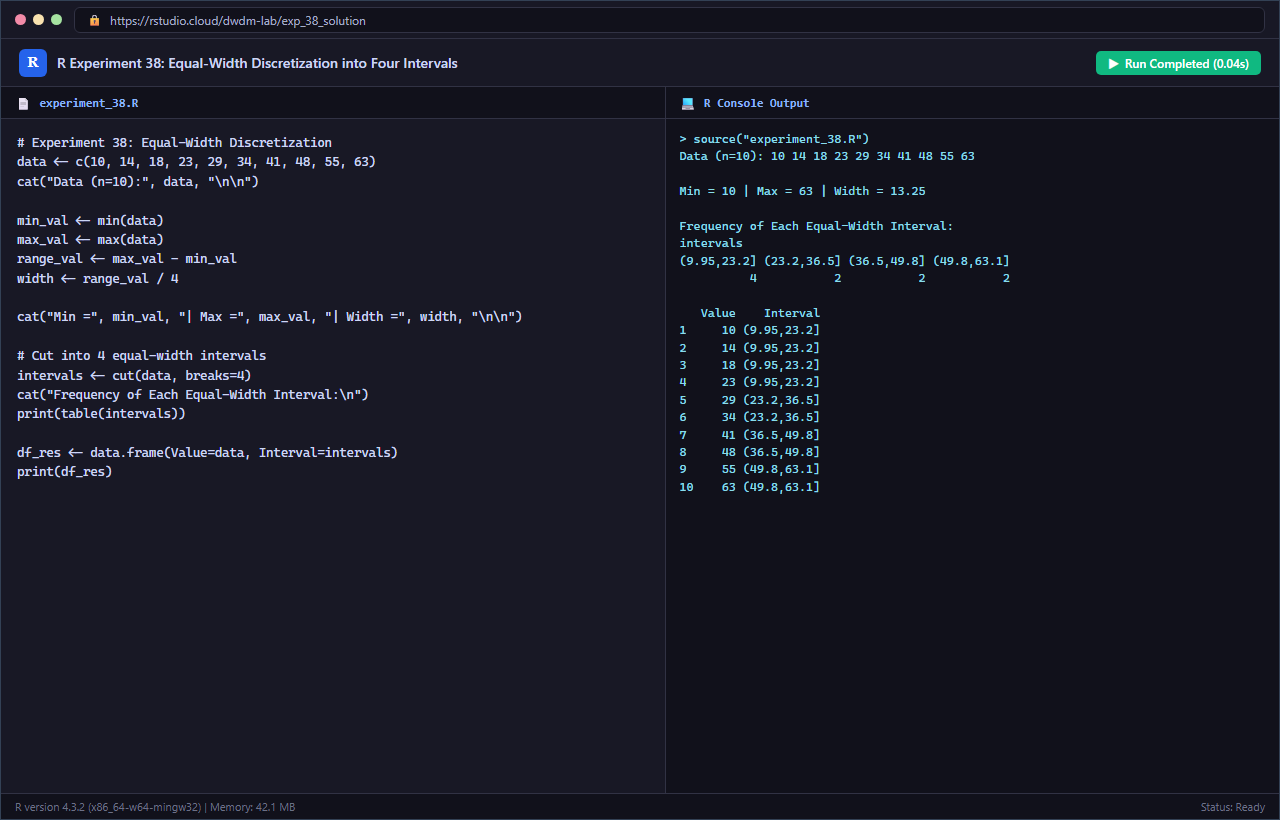 https://rstudio.cloud/dwdm-lab/exp_38_solution
R
R Experiment 38: Equal-Width Discretization into Four Intervals
▶ Run Completed (0.04s)
experiment_38.R
# Experiment 38: Equal-Width Discretization
data <- c(10, 14, 18, 23, 29, 34, 41, 48, 55, 63)
cat("Data (n=10):", data, "\n\n")
min_val <- min(data)
max_val <- max(data)
range_val <- max_val - min_val
width <- range_val / 4
cat("Min =", min_val, "| Max =", max_val, "| Width =", width, "\n\n")
# Cut into 4 equal-width intervals
intervals <- cut(data, breaks=4)
cat("Frequency of Each Equal-Width Interval:\n")
print(table(intervals))
df_res <- data.frame(Value=data, Interval=intervals)
print(df_res)
R Console Output
> source("experiment_38.R")
Data (n=10): 10 14 18 23 29 34 41 48 55 63
Min = 10 | Max = 63 | Width = 13.25
Frequency of Each Equal-Width Interval:
intervals
(9.95,23.2] (23.2,36.5] (36.5,49.8] (49.8,63.1]
          4           2           2           2
   Value    Interval
1     10 (9.95,23.2]
2     14 (9.95,23.2]
3     18 (9.95,23.2]
4     23 (9.95,23.2]
5     29 (23.2,36.5]
6     34 (23.2,36.5]
7     41 (36.5,49.8]
8     48 (36.5,49.8]
9     55 (49.8,63.1]
10    63 (49.8,63.1]
R version 4.3.2 (x86_64-w64-mingw32) | Memory: 42.1 MB
Status: Ready